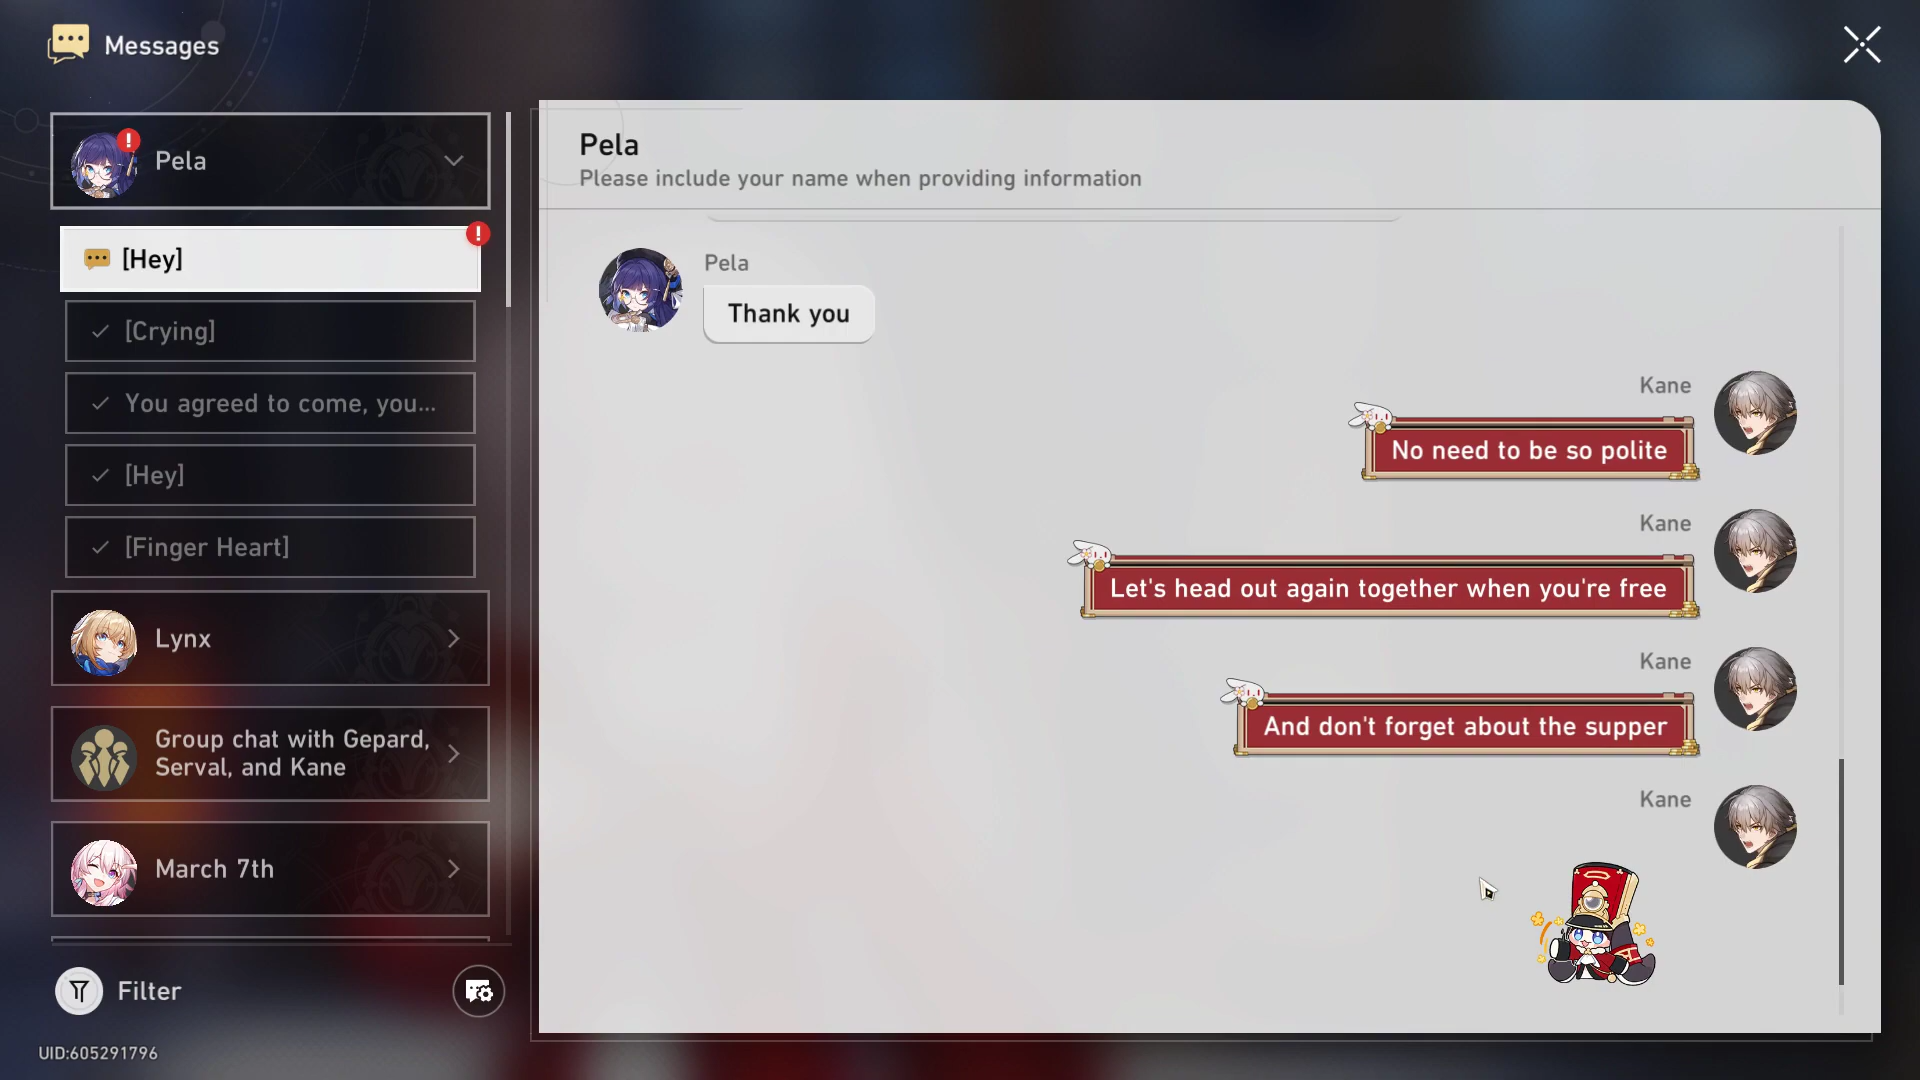 Messages
Pela
[Hey]
[Crying]
You agreed to come, you...
[Hey]
[Finger Heart]
Lynx
Group chat with Gepard,
Serval, and Kane
March 7th
Filter
UID:605291796
Pela
Please include your name when providing information
Pela
Thank you
Kane
No need to be so polite
Kane
Let's head out again together when you're free
Kane
And don't forget about the supper
Kane